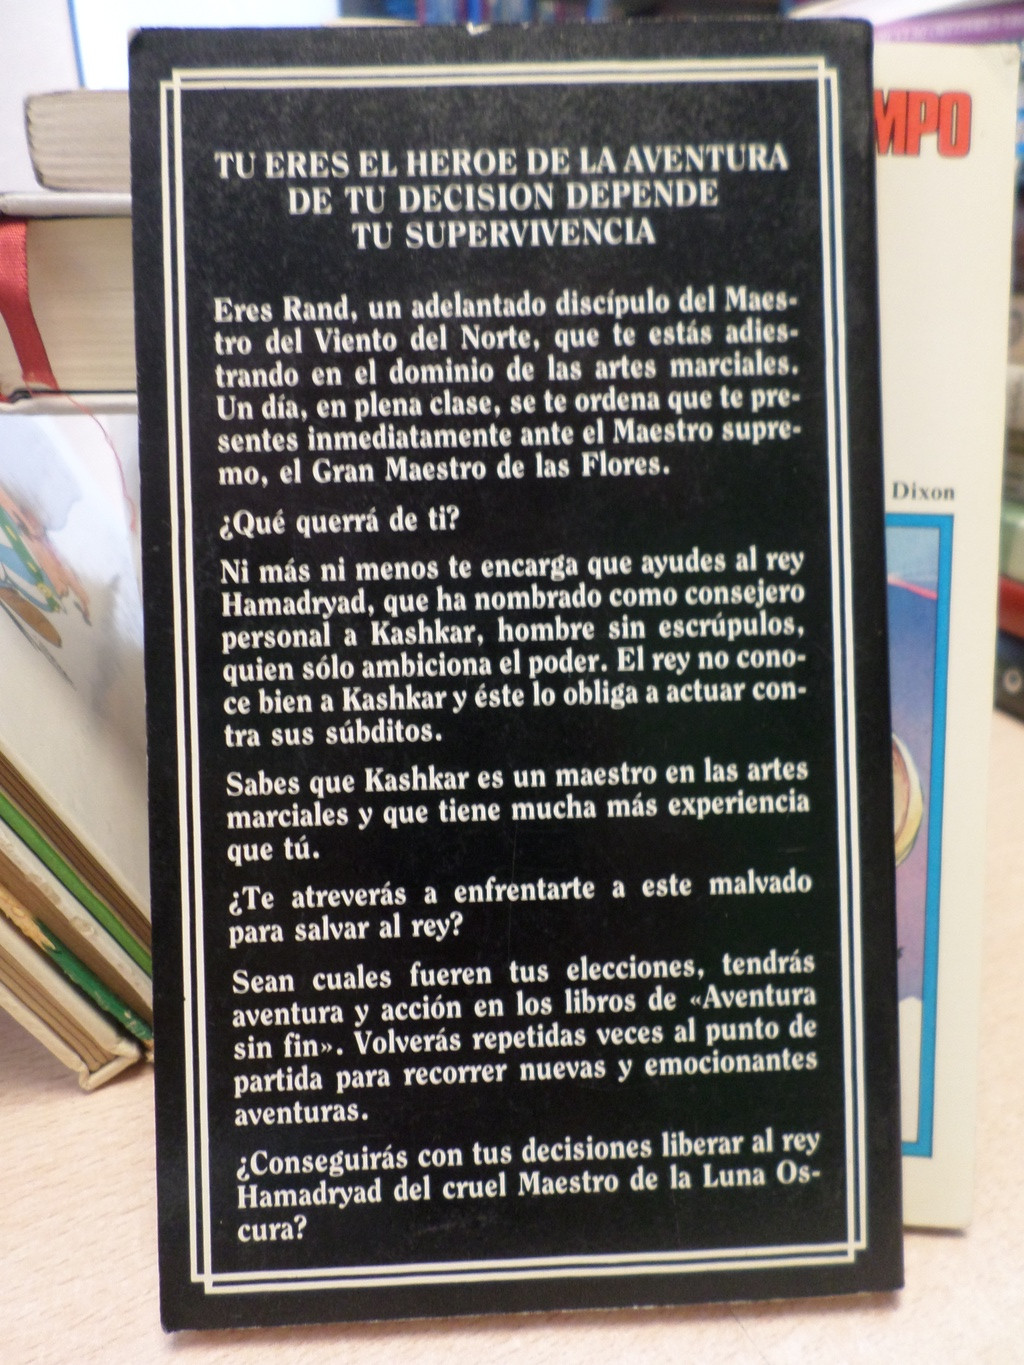 TU ERES EL HEROE DE LA AVENTURA
DE TU DECISION DEPENDE
TU SUPERVIVENCIA
Eres Rand, un adelantado discípulo del Maes-
tro del Viento del Norte, que te estás adies-
trando en el dominio de las artes marciales.
Un día, en plena clase, se te ordena que te pre-
sentes inmediatamente ante el Maestro supre-
mo, el Gran Maestro de las Flores.
¿Qué querrá de ti?
Ni más ni menos te encarga que ayudes al rey
Hamadryad, que ha nombrado como consejero
personal a Kashkar, hombre sin escrúpulos,
quien sólo ambiciona el poder. El rey no cono-
ce bien a Kashkar y éste lo obliga a actuar con-
tra sus súbditos.
Sabes que Kashkar es un maestro en las artes
marciales y que tiene mucha más experiencia
que tú.
¿Te atreverás a enfrentarte a este malvado
para salvar al rey?
Sean cuales fueren tus elecciones, tendrás
aventura y acción en los libros de «Aventura
sin fin». Volverás repetidas veces al punto de
partida para recorrer nuevas y emocionantes
aventuras.
¿Conseguirás con tus decisiones liberar al rey
Hamadryad del cruel Maestro de la Luna Os-
cura?
MPO
Dixon